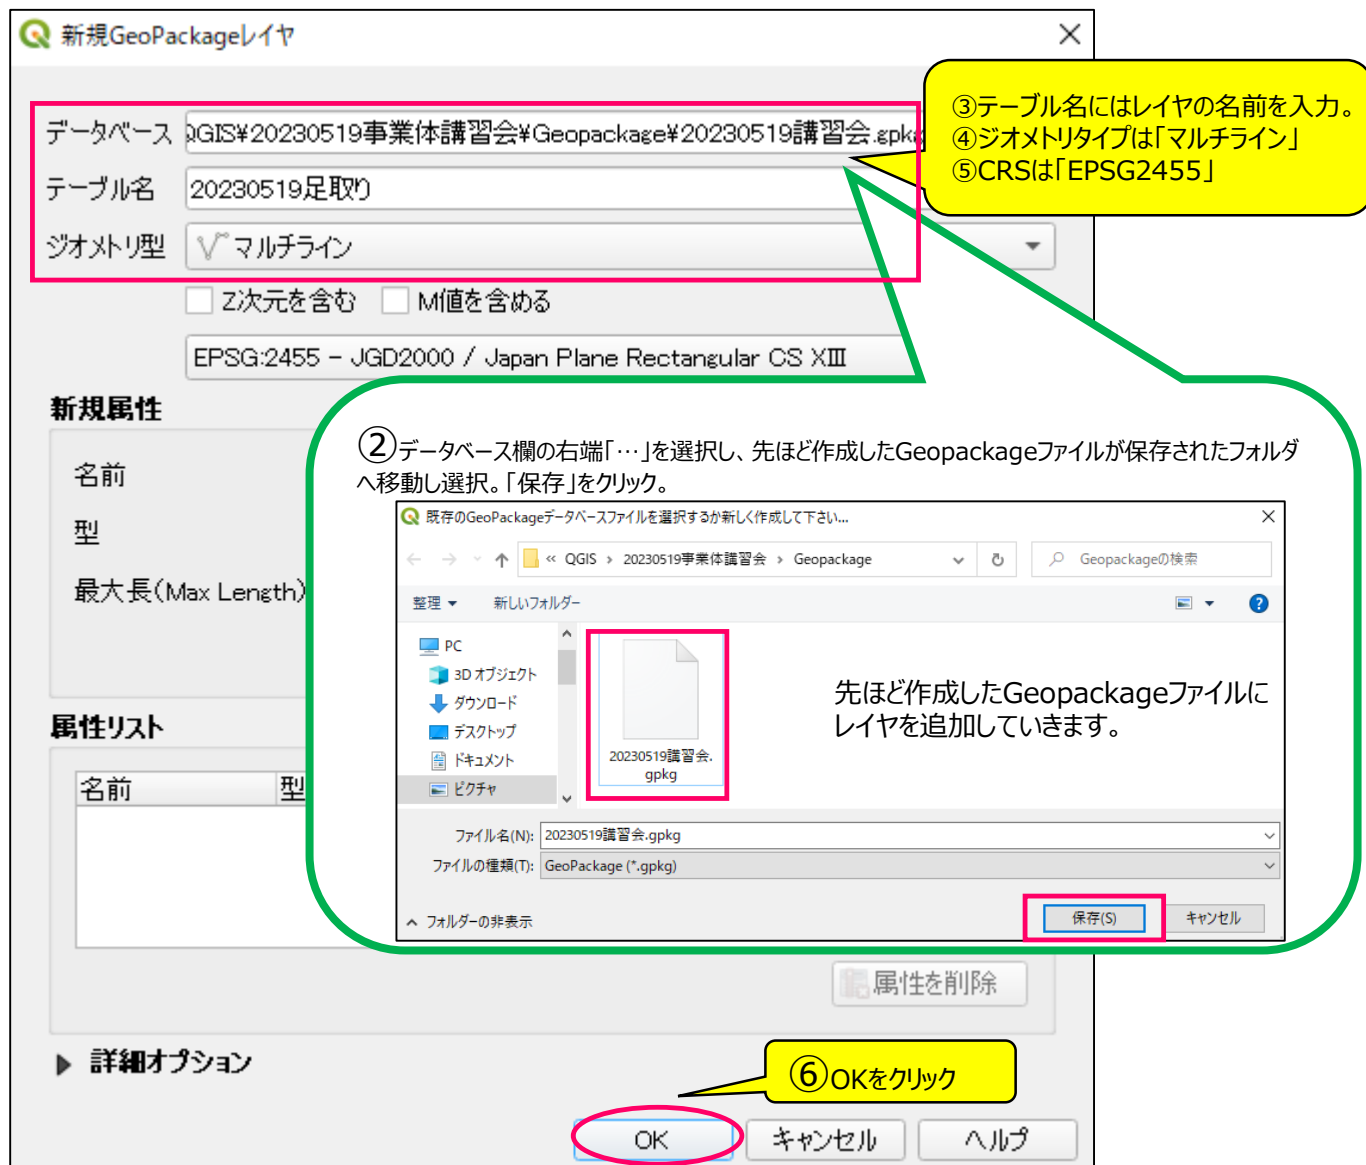 新規GeoPackageレイヤ
③テーブル名にはレイヤの名前を入力。
④ジオメトリタイプは「マルチライン」
⑤CRSは「EPSG2455」
データベース QGIS¥20230519事業体講習会¥Geopackage¥20230519講習会.gpkg
テーブル名 20230519足取り
ジオメトリ型 マルチライン
Z次元を含む M値を含める
EPSG:2455 - JGD2000 / Japan Plane Rectangular CS XIII
新規属性
名前
型
最大長(Max Length)
②データベース欄の右端「…」を選択し、先ほど作成したGeopackageファイルが保存されたフォルダ
へ移動し選択。「保存」をクリック。
既存のGeoPackageデータベースファイルを選択するか新しく作成して下さい...
« QGIS › 20230519事業体講習会 › Geopackage
Geopackageの検索
整理 新しいフォルダー
PC
3D オブジェクト
ダウンロード
デスクトップ
ドキュメント
ピクチャ
20230519講習会.
gpkg
先ほど作成したGeopackageファイルに
レイヤを追加していきます。
ファイル名(N): 20230519講習会.gpkg
ファイルの種類(T): GeoPackage (*.gpkg)
フォルダーの非表示
保存(S) キャンセル
属性リスト
名前 型
属性を削除
詳細オプション
⑥OKをクリック
OK キャンセル ヘルプ